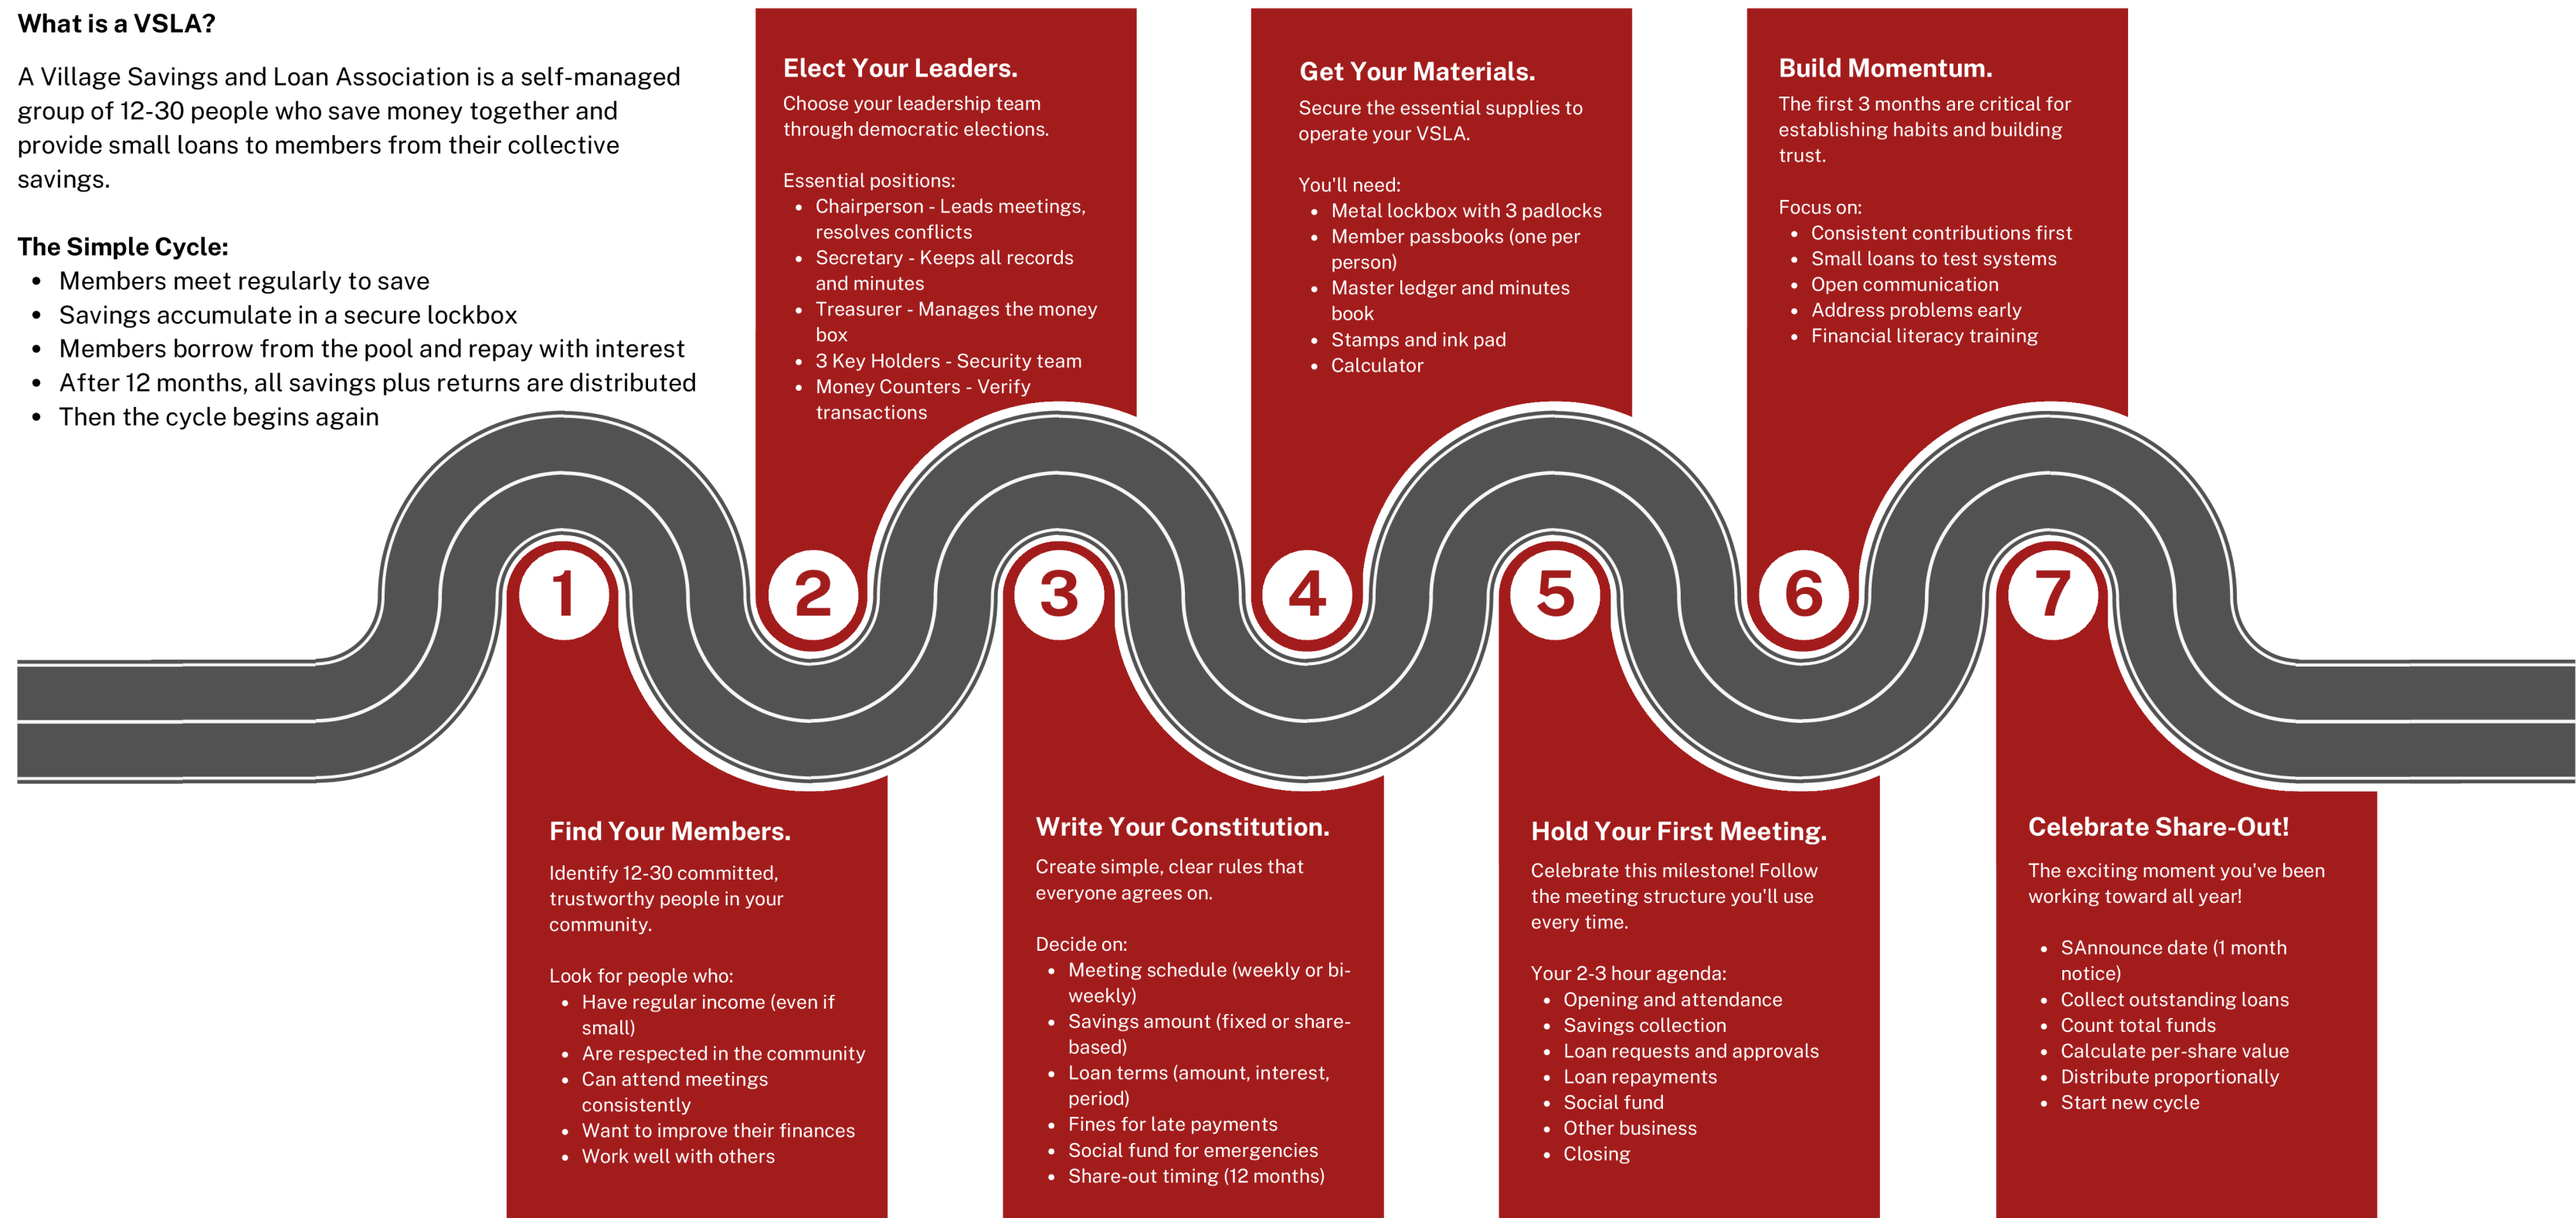 What is a VSLA?
A Village Savings and Loan Association is a self-managed
group of 12-30 people who save money together and
provide small loans to members from their collective
savings.
The Simple Cycle:
• Members meet regularly to save
• Savings accumulate in a secure lockbox
• Members borrow from the pool and repay with interest
• After 12 months, all savings plus returns are distributed
• Then the cycle begins again
1
Find Your Members.
Identify 12-30 committed,
trustworthy people in your
community.
Look for people who:
• Have regular income (even if
small)
• Are respected in the community
• Can attend meetings
consistently
• Want to improve their finances
• Work well with others
Elect Your Leaders.
Choose your leadership team
through democratic elections.
Essential positions:
• Chairperson - Leads meetings,
resolves conflicts
• Secretary - Keeps all records
and minutes
• Treasurer - Manages the money
box
• 3 Key Holders - Security team
• Money Counters - Verify
transactions
2
3
Write Your Constitution.
Create simple, clear rules that
everyone agrees on.
Decide on:
• Meeting schedule (weekly or bi-
weekly)
• Savings amount (fixed or share-
based)
• Loan terms (amount, interest,
period)
• Fines for late payments
• Social fund for emergencies
• Share-out timing (12 months)
Get Your Materials.
Secure the essential supplies to
operate your VSLA.
You'll need:
• Metal lockbox with 3 padlocks
• Member passbooks (one per
person)
• Master ledger and minutes
book
• Stamps and ink pad
• Calculator
4
5
Hold Your First Meeting.
Celebrate this milestone! Follow
the meeting structure you'll use
every time.
Your 2-3 hour agenda:
• Opening and attendance
• Savings collection
• Loan requests and approvals
• Loan repayments
• Social fund
• Other business
• Closing
Build Momentum.
The first 3 months are critical for
establishing habits and building
trust.
Focus on:
• Consistent contributions first
• Small loans to test systems
• Open communication
• Address problems early
• Financial literacy training
6
7
Celebrate Share-Out!
The exciting moment you've been
working toward all year!
• SAnnounce date (1 month
notice)
• Collect outstanding loans
• Count total funds
• Calculate per-share value
• Distribute proportionally
• Start new cycle